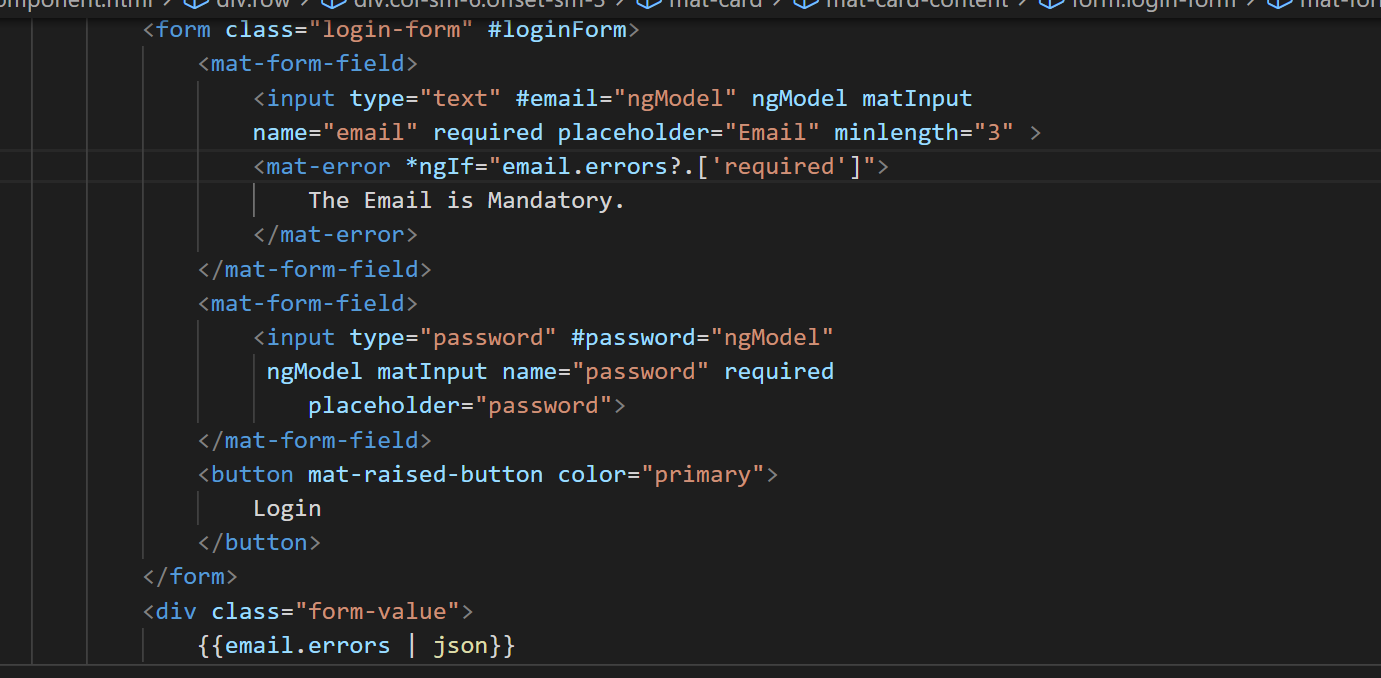 div.row > div.col-sm-6.offset-sm-3 > mat-card > mat-card-content > form.login-form >
<form class="login-form" #loginForm>
<mat-form-field>
<input type="text" #email="ngModel" ngModel matInput
name="email" required placeholder="Email" minlength="3" >
<mat-error *ngIf="email.errors?.['required']">
The Email is Mandatory.
</mat-error>
</mat-form-field>
<mat-form-field>
<input type="password" #password="ngModel"
ngModel matInput name="password" required
placeholder="password">
</mat-form-field>
<button mat-raised-button color="primary">
Login
</button>
</form>
<div class="form-value">
{{email.errors | json}}